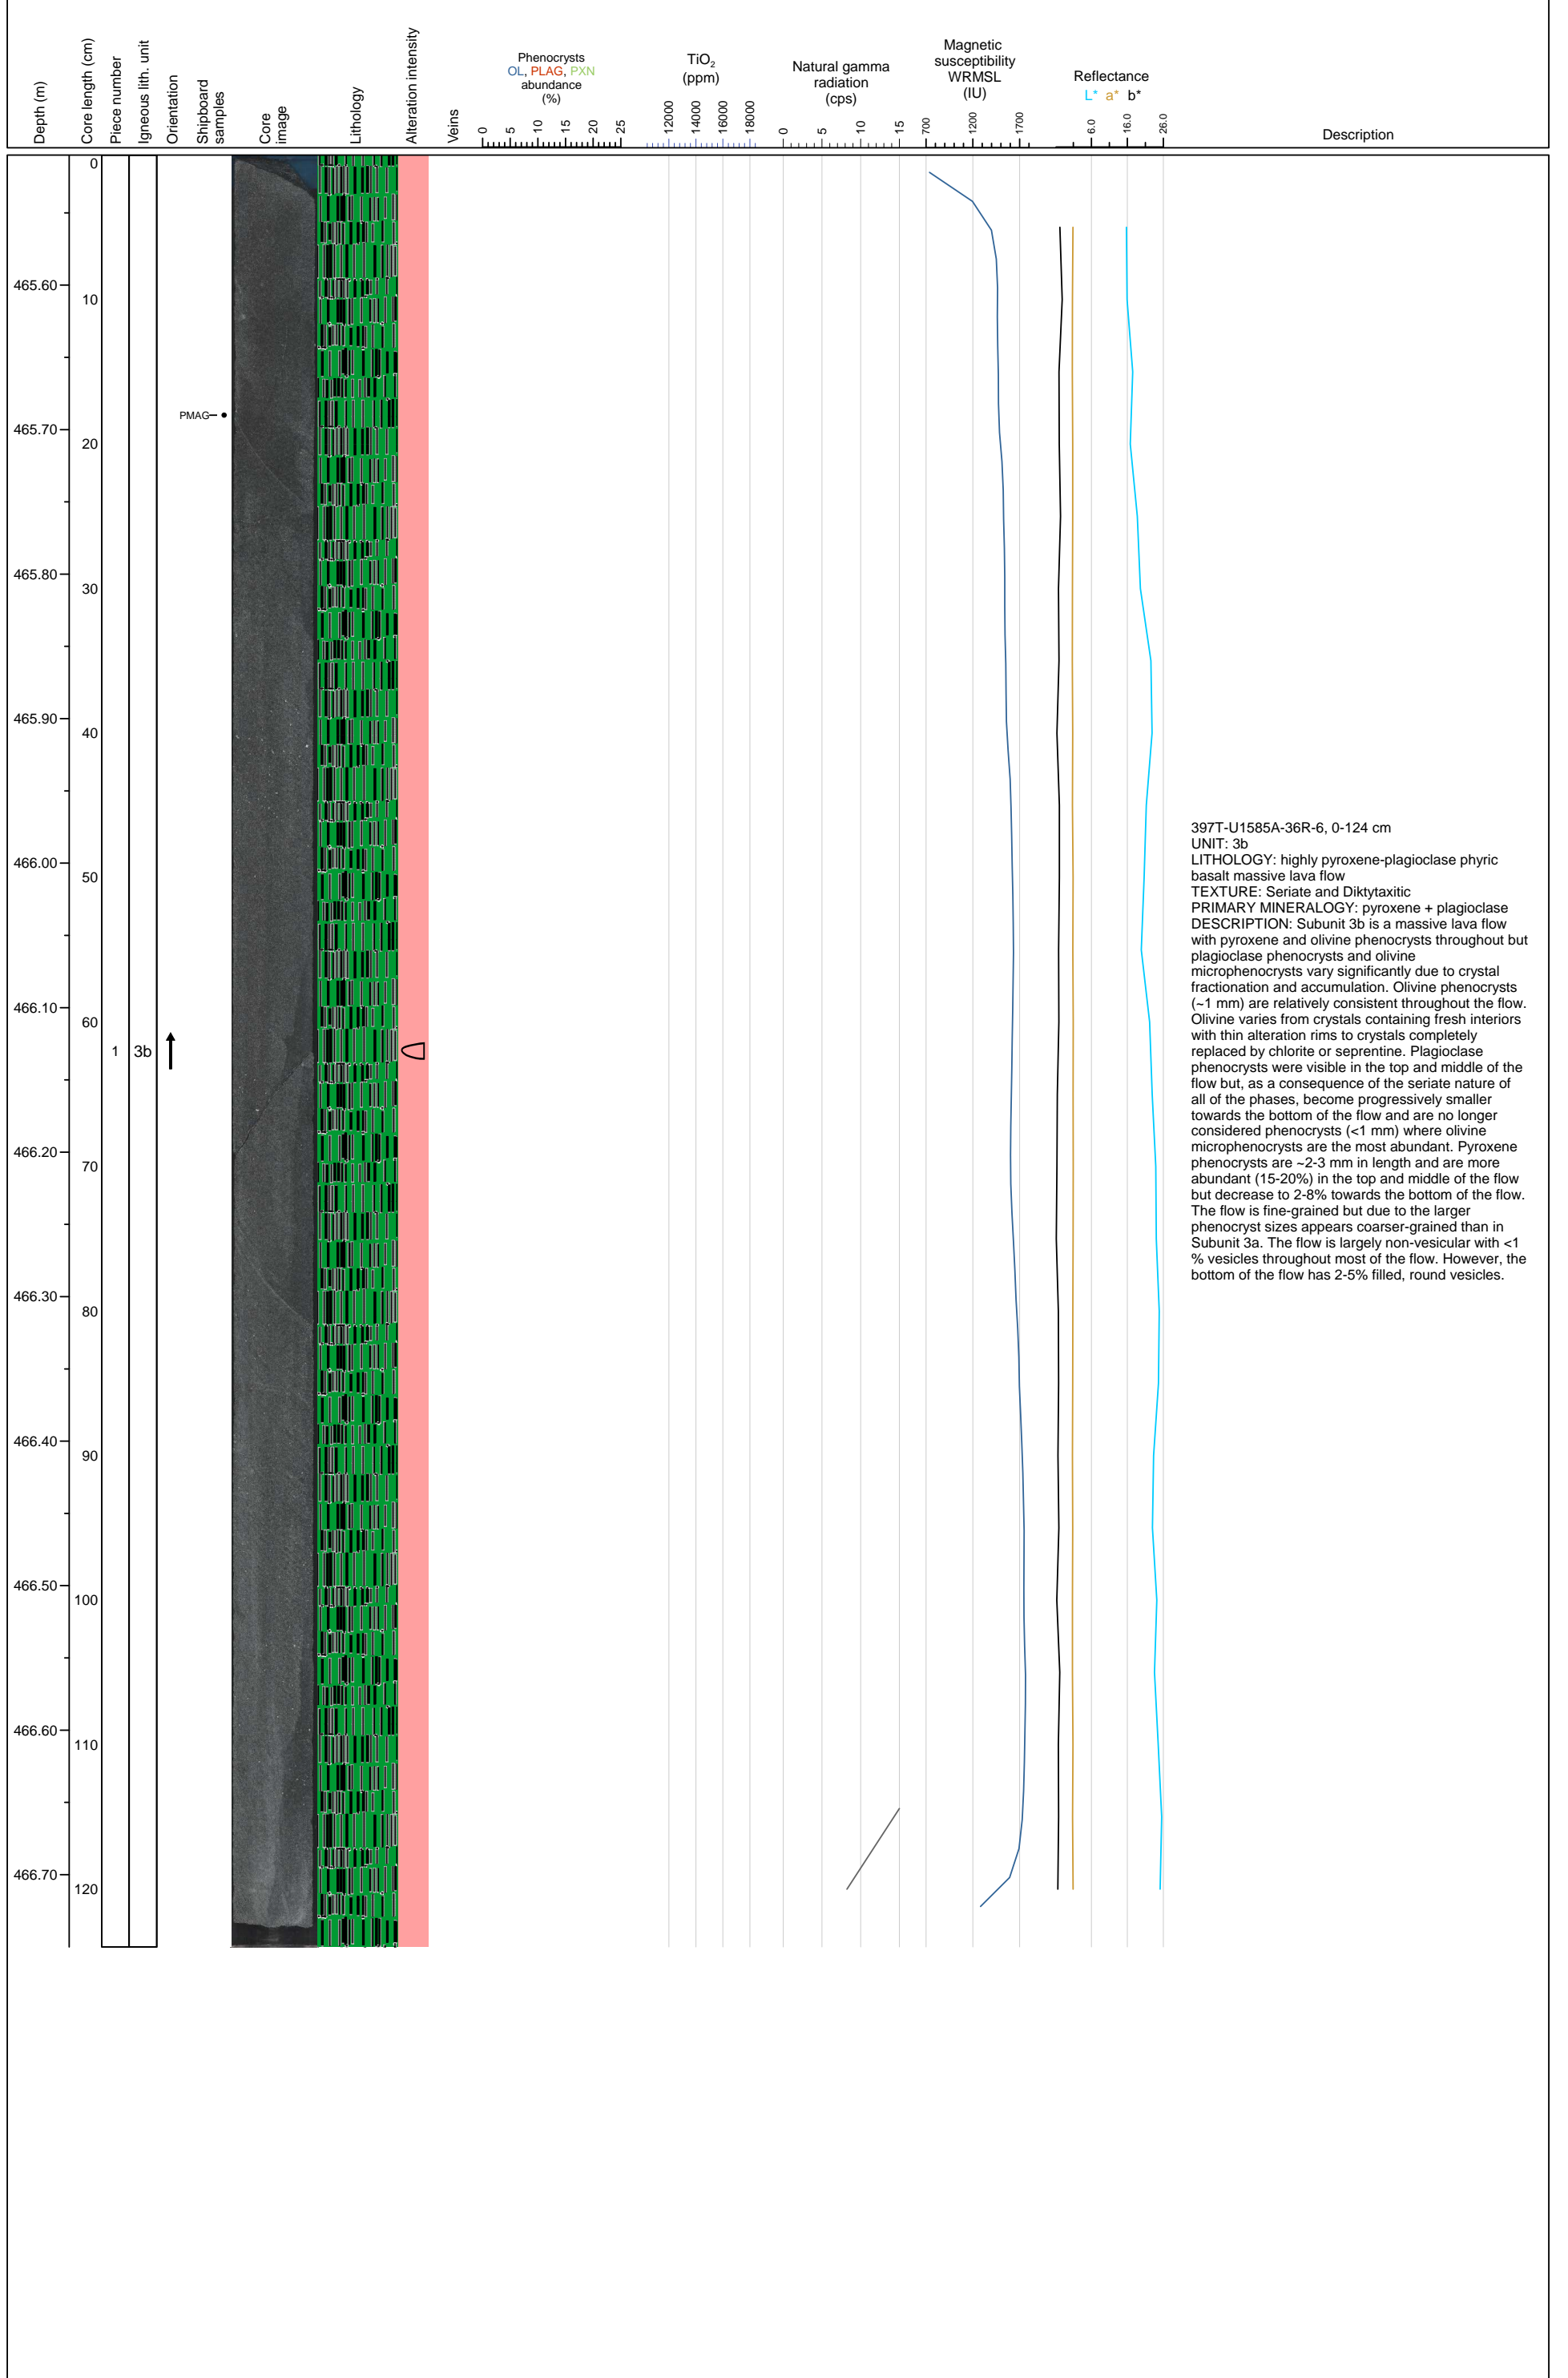 Depth (m)
Core length (cm)
Piece number
Igneous lith. unit
Orientation
Shipboard
samples
Core
image
Lithology
Alteration intensity
Veins
Phenocrysts
OL, PLAG, PXN
abundance
(%)
0 5 10 15 20 25
TiO2
(ppm)
12000 14000 16000 18000
Natural gamma
radiation
(cps)
0 5 10 15
Magnetic
susceptibility
WRMSL
(IU)
700 1200 1700
Reflectance
L* a* b*
6.0 16.0 26.0
Description
0
465.60
10
PMAG
465.70
20
465.80
30
465.90
40
466.00
50
466.10
60
1 3b
466.20
70
466.30
80
466.40
90
466.50
100
466.60
110
466.70
120
397T-U1585A-36R-6, 0-124 cm
UNIT: 3b
LITHOLOGY: highly pyroxene-plagioclase phyric
basalt massive lava flow
TEXTURE: Seriate and Diktytaxitic
PRIMARY MINERALOGY: pyroxene + plagioclase
DESCRIPTION: Subunit 3b is a massive lava flow
with pyroxene and olivine phenocrysts throughout but
plagioclase phenocrysts and olivine
microphenocrysts vary significantly due to crystal
fractionation and accumulation. Olivine phenocrysts
(~1 mm) are relatively consistent throughout the flow.
Olivine varies from crystals containing fresh interiors
with thin alteration rims to crystals completely
replaced by chlorite or seprentine. Plagioclase
phenocrysts were visible in the top and middle of the
flow but, as a consequence of the seriate nature of
all of the phases, become progressively smaller
towards the bottom of the flow and are no longer
considered phenocrysts (<1 mm) where olivine
microphenocrysts are the most abundant. Pyroxene
phenocrysts are ~2-3 mm in length and are more
abundant (15-20%) in the top and middle of the flow
but decrease to 2-8% towards the bottom of the flow.
The flow is fine-grained but due to the larger
phenocryst sizes appears coarser-grained than in
Subunit 3a. The flow is largely non-vesicular with <1
% vesicles throughout most of the flow. However, the
bottom of the flow has 2-5% filled, round vesicles.